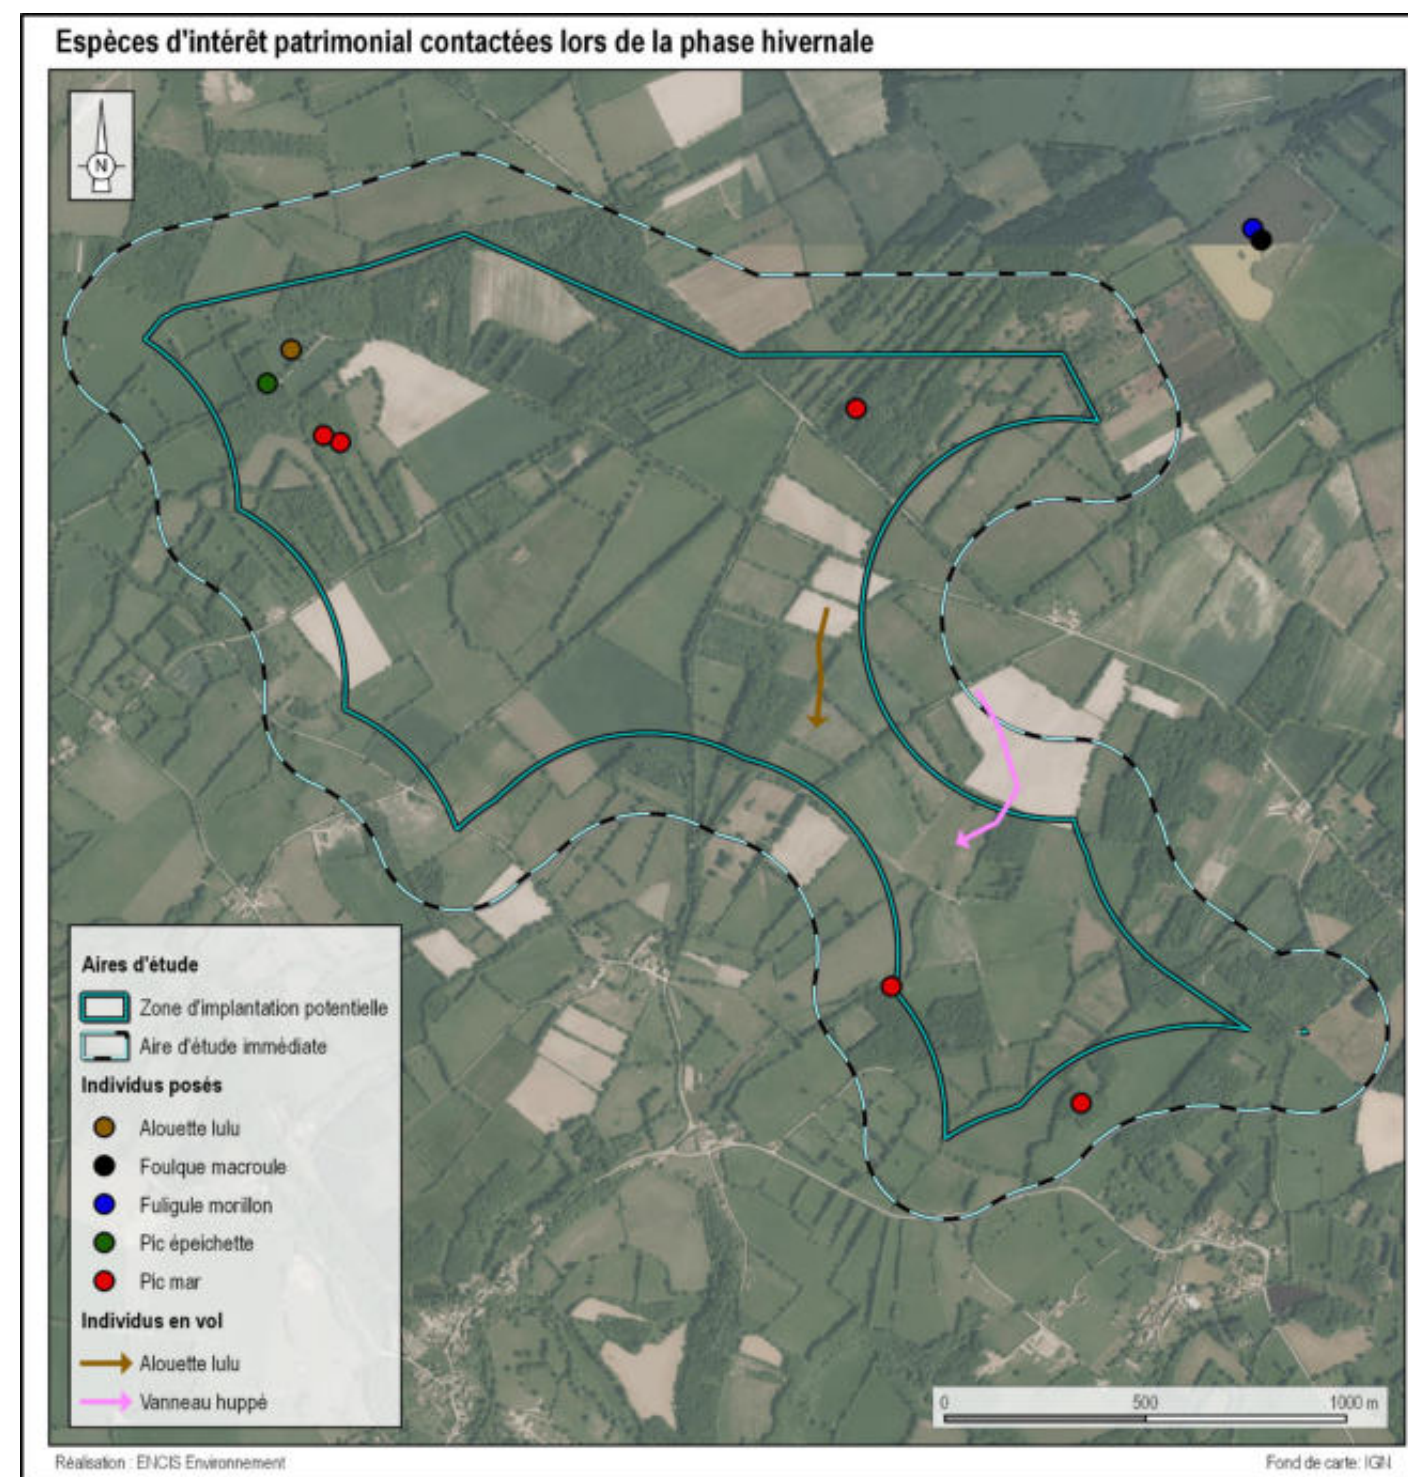 Espèces d'intérêt patrimonial contactées lors de la phase hivernale
N
Aires d'étude
Zone d'implantation potentielle
Aire d'étude immédiate
Individus posés
Alouette lulu
Foulque macroule
Fuligule morillon
Pic épeichette
Pic mar
Individus en vol
Alouette lulu
Vanneau huppé
0 500 1000 m
Réalisation : ENCIS Environnement Fond de carte: IGN